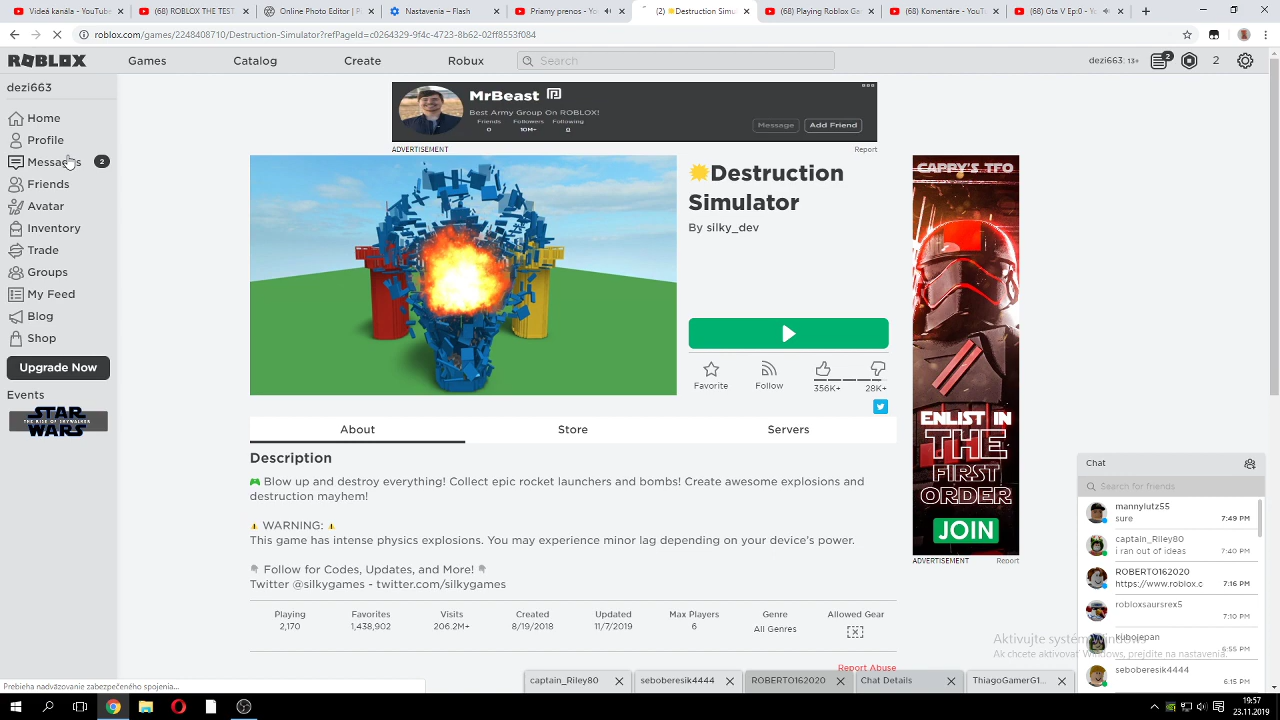 Videá kanála - Y
(68) ROBLOX THE TEST
Online Photo Editor | P
Nastavenia – Flash
Priamy prenos – Yo
(2) Destruction Simul
(68) Playing Roblox Ga
(68) Komentáre – You
(68) Gta V Ep:0 - Y
roblox.com/games/2248408710/Destruction-Simulator?refPageId=c0264329-9f4c-4723-8b62-02ff8553f084
ROBLOX
Games
Catalog
Create
Robux
Search
dezi663: 13+
2
2
dezi663
Home
Profile
Messages
2
Friends
Avatar
Inventory
Trade
Groups
My Feed
Blog
Shop
Upgrade Now
Events
STAR WARS
THE RISE OF SKYWALKER
MrBeast
Best Army Group On ROBLOX!
Friends
Followers
Following
0
10M+
0
Message
Add Friend
ADVERTISEMENT
Report
Destruction
Simulator
By silky_dev
Favorite
Follow
356K+
28K+
About
Store
Servers
Description
🎮 Blow up and destroy everything! Collect epic rocket launchers and bombs! Create awesome explosions and
destruction mayhem!
⚠ WARNING: ⚠
This game has intense physics explosions. You may experience minor lag depending on your device's power.
👇 Follow for Codes, Updates, and More! 👇
Twitter @silkygames - twitter.com/silkygames
Playing
2,170
Favorites
1,438,902
Visits
206.2M+
Created
8/19/2018
Updated
11/7/2019
Max Players
6
Genre
All Genres
Allowed Gear
Report Abuse
CAPPY'S TFO
ENLIST IN
THE
FIRST
ORDER
JOIN
ADVERTISEMENT
Report
Chat
Search for friends
mannylutz55
sure
7:49 PM
captain_Riley80
i ran out of ideas
7:40 PM
ROBERTO162020
https://www.roblox.c
7:16 PM
robloxsaursrex5
7:10 PM
kubojepan
6:55 PM
seboberesik4444
6:15 PM
Aktivujte systém Windows
Ak chcete aktivovať Windows, prejdite na nastavenia.
captain_Riley80
seboberesik4444
ROBERTO162020
Chat Details
ThiagoGamerG1...
Prebieha nadväzovanie zabezpečeného spojenia...
19:57
23.11.2019